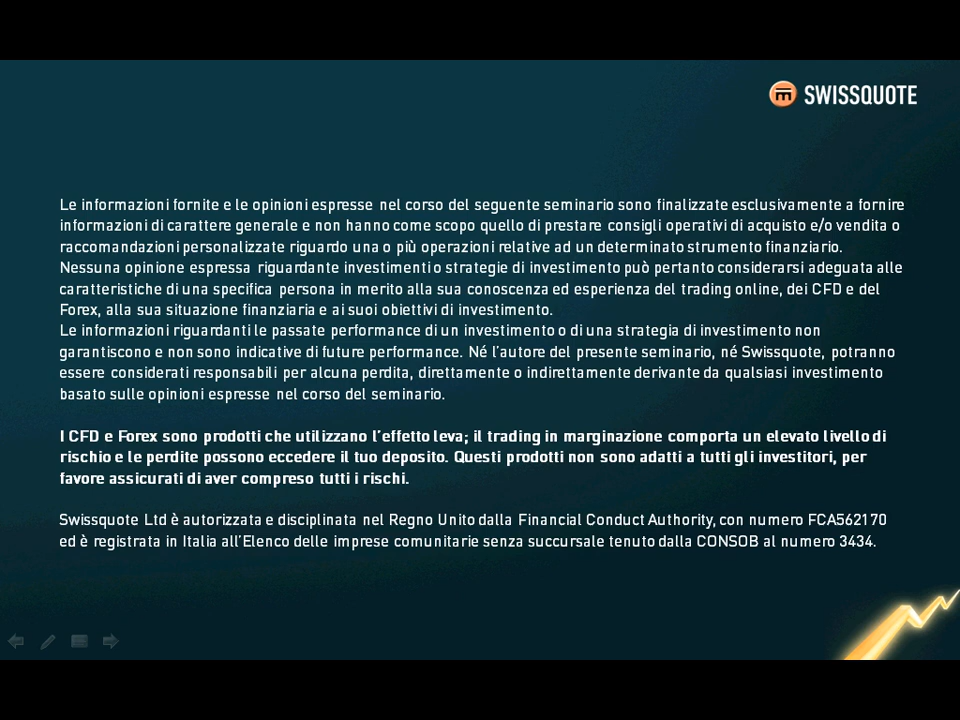 SWISSQUOTE
Le informazioni fornite e le opinioni espresse nel corso del seguente seminario sono finalizzate esclusivamente a fornire
informazioni di carattere generale e non hanno come scopo quello di prestare consigli operativi di acquisto e/o vendita o
raccomandazioni personalizzate riguardo una o più operazioni relative ad un determinato strumento finanziario.
Nessuna opinione espressa riguardante investimenti o strategie di investimento può pertanto considerarsi adeguata alle
caratteristiche di una specifica persona in merito alla sua conoscenza ed esperienza del trading online, dei CFD e del
Forex, alla sua situazione finanziaria e ai suoi obiettivi di investimento.
Le informazioni riguardanti le passate performance di un investimento o di una strategia di investimento non
garantiscono e non sono indicative di future performance. Né l'autore del presente seminario, né Swissquote, potranno
essere considerati responsabili per alcuna perdita, direttamente o indirettamente derivante da qualsiasi investimento
basato sulle opinioni espresse nel corso del seminario.
I CFD e Forex sono prodotti che utilizzano l'effetto leva; il trading in marginazione comporta un elevato livello di
rischio e le perdite possono eccedere il tuo deposito. Questi prodotti non sono adatti a tutti gli investitori, per
favore assicurati di aver compreso tutti i rischi.
Swissquote Ltd è autorizzata e disciplinata nel Regno Unito dalla Financial Conduct Authority, con numero FCA562170
ed è registrata in Italia all'Elenco delle imprese comunitarie senza succursale tenuto dalla CONSOB al numero 3434.